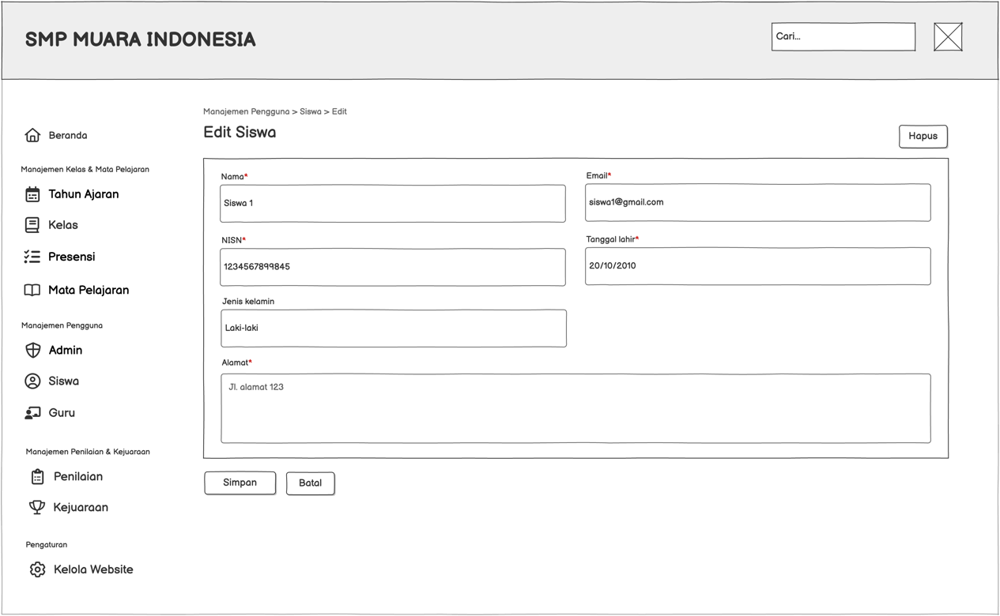 SMP MUARA INDONESIA
Cari...
Beranda
Manajemen Kelas & Mata Pelajaran
Tahun Ajaran
Kelas
Presensi
Mata Pelajaran
Manajemen Pengguna
Admin
Siswa
Guru
Manajemen Penilaian & Kejuaraan
Penilaian
Kejuaraan
Pengaturan
Kelola Website
Manajemen Pengguna > Siswa > Edit
Edit Siswa
Hapus
Nama*
Siswa 1
Email*
siswa1@gmail.com
NISN*
1234567899845
Tanggal lahir*
20/10/2010
Jenis kelamin
Laki-laki
Alamat*
Jl. alamat 123
Simpan
Batal